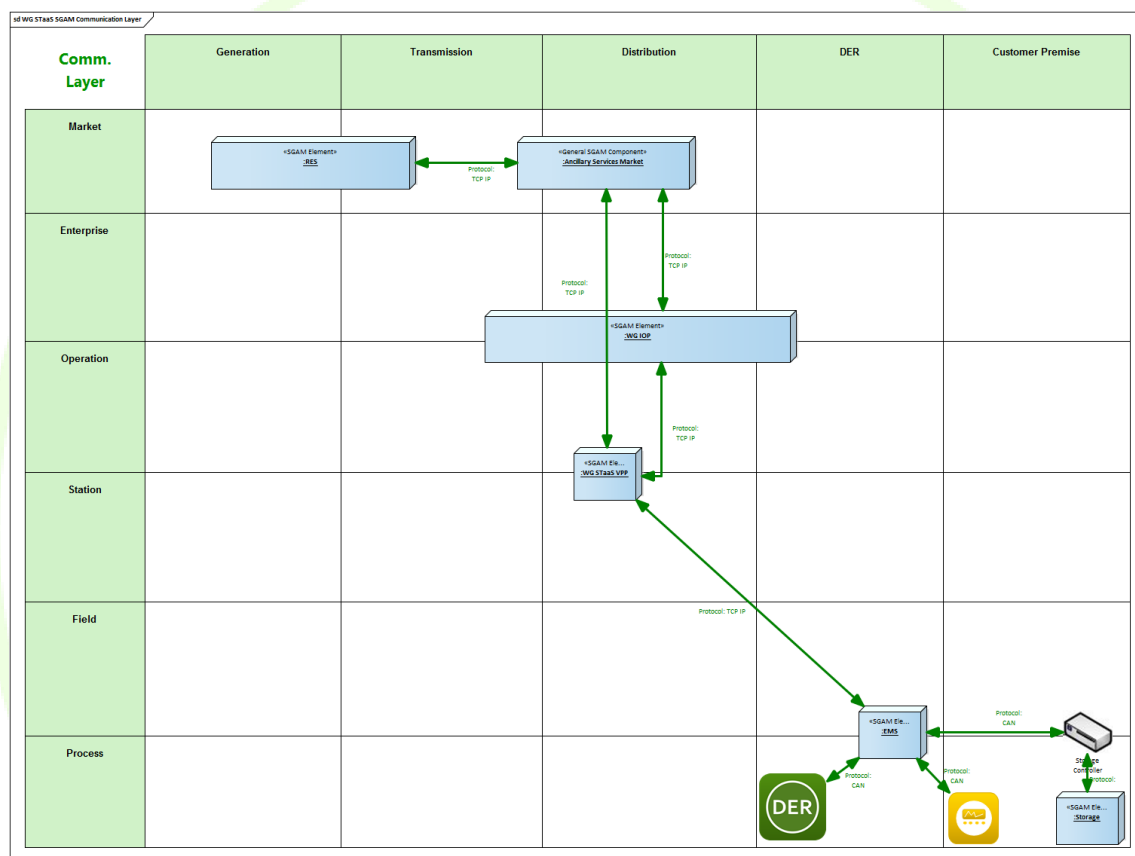 sd WG STaaS SGAM Communication Layer
Comm.
Layer
Generation
Transmission
Distribution
DER
Customer Premise
Market
«SGAM Element»
:RES
Protocol:
TCP IP
«General SGAM Component»
:Ancillary Services Market
Enterprise
Protocol:
TCP IP
Protocol:
TCP IP
«SGAM Element»
:WG IOP
Operation
Protocol:
TCP IP
«SGAM Ele...
:WG STaaS VPP
Station
Field
Protocol: TCP IP
«SGAM Ele...
:EMS
Protocol:
CAN
Process
Storage
Controller
Protocol:
Protocol:
CAN
Protocol:
CAN
DER
«SGAM Ele...
:Storage